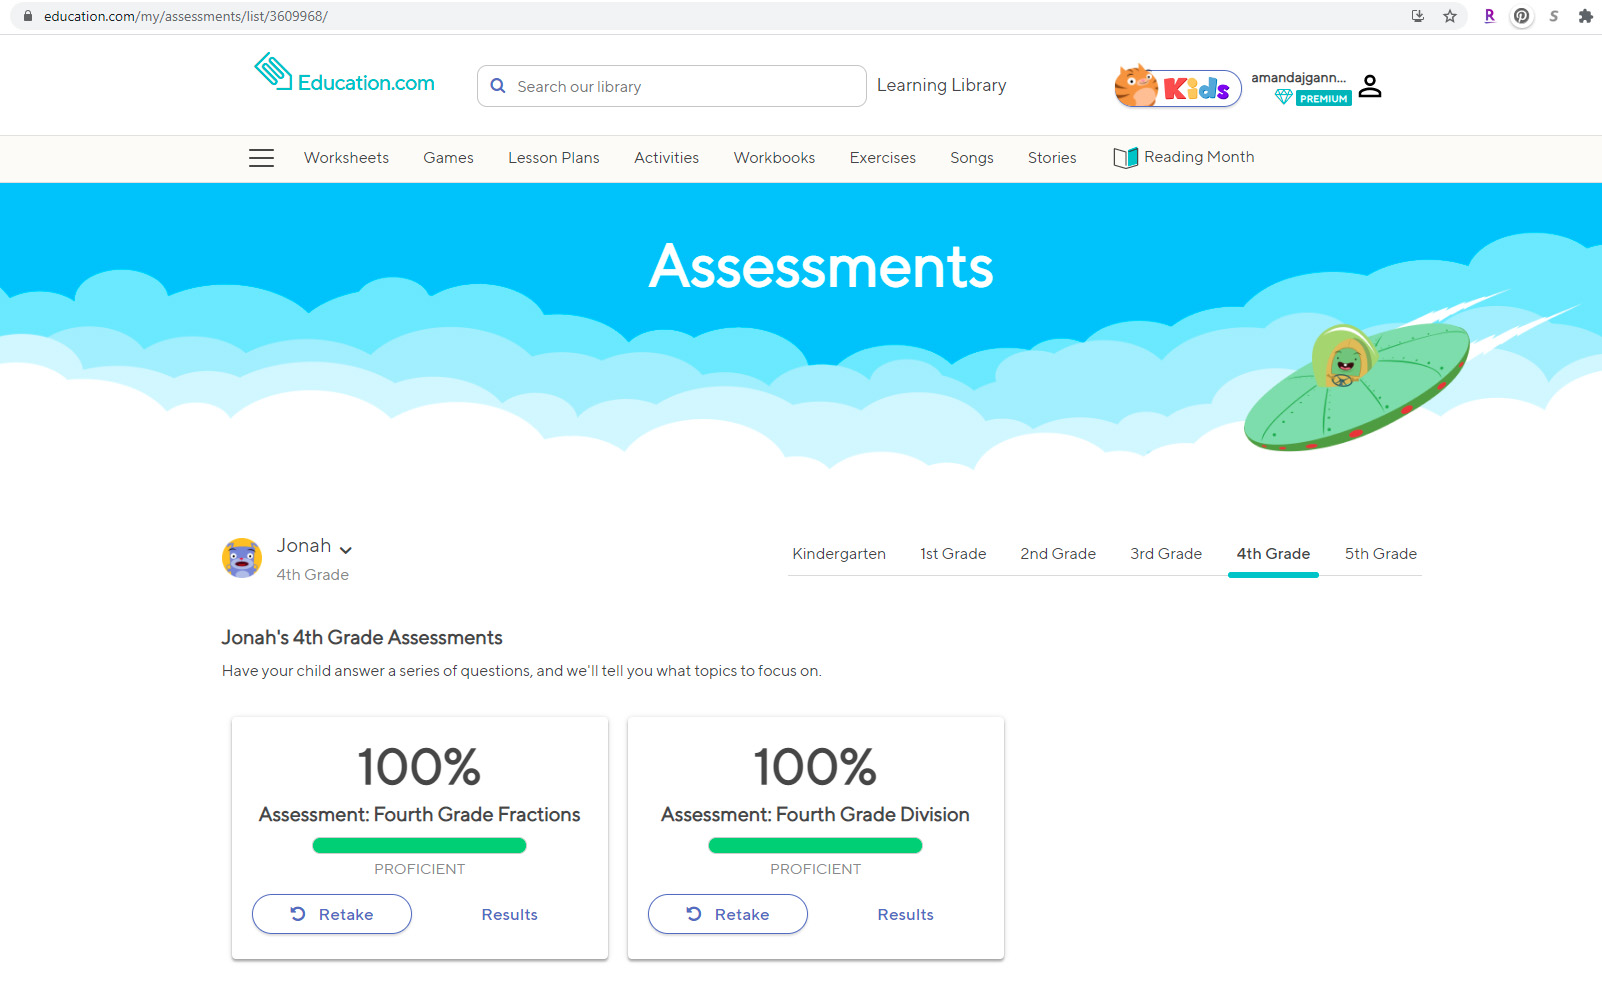 education.com/my/assessments/list/3609968/
R
S
Education.com
Search our library
Learning Library
Kids
amandajgann...
PREMIUM
Worksheets Games Lesson Plans Activities Workbooks Exercises Songs Stories Reading Month
Assessments
Jonah
4th Grade
Kindergarten 1st Grade 2nd Grade 3rd Grade 4th Grade 5th Grade
Jonah's 4th Grade Assessments
Have your child answer a series of questions, and we'll tell you what topics to focus on.
100%
Assessment: Fourth Grade Fractions
PROFICIENT
Retake Results
100%
Assessment: Fourth Grade Division
PROFICIENT
Retake Results